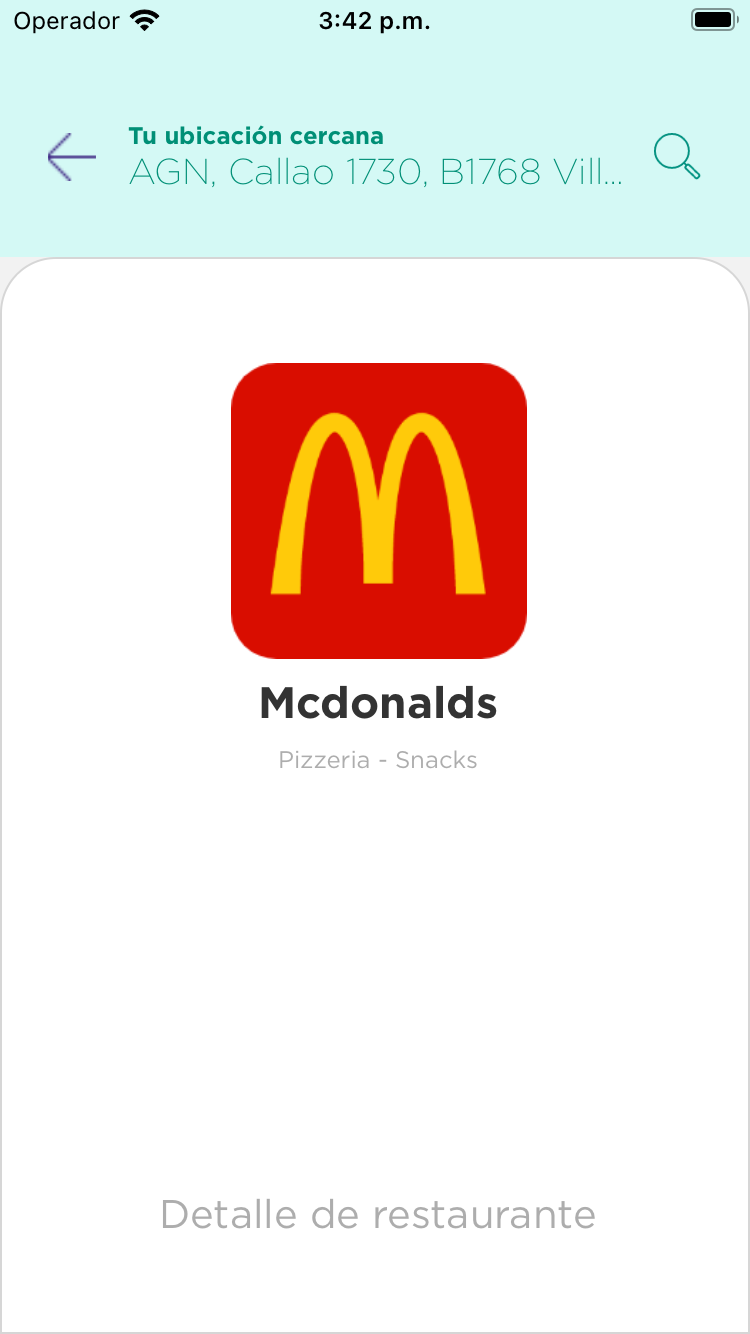 Operador
3:42 p.m.
Tu ubicación cercana
AGN, Callao 1730, B1768 Vill...
Mcdonalds
Pizzeria - Snacks
Detalle de restaurante